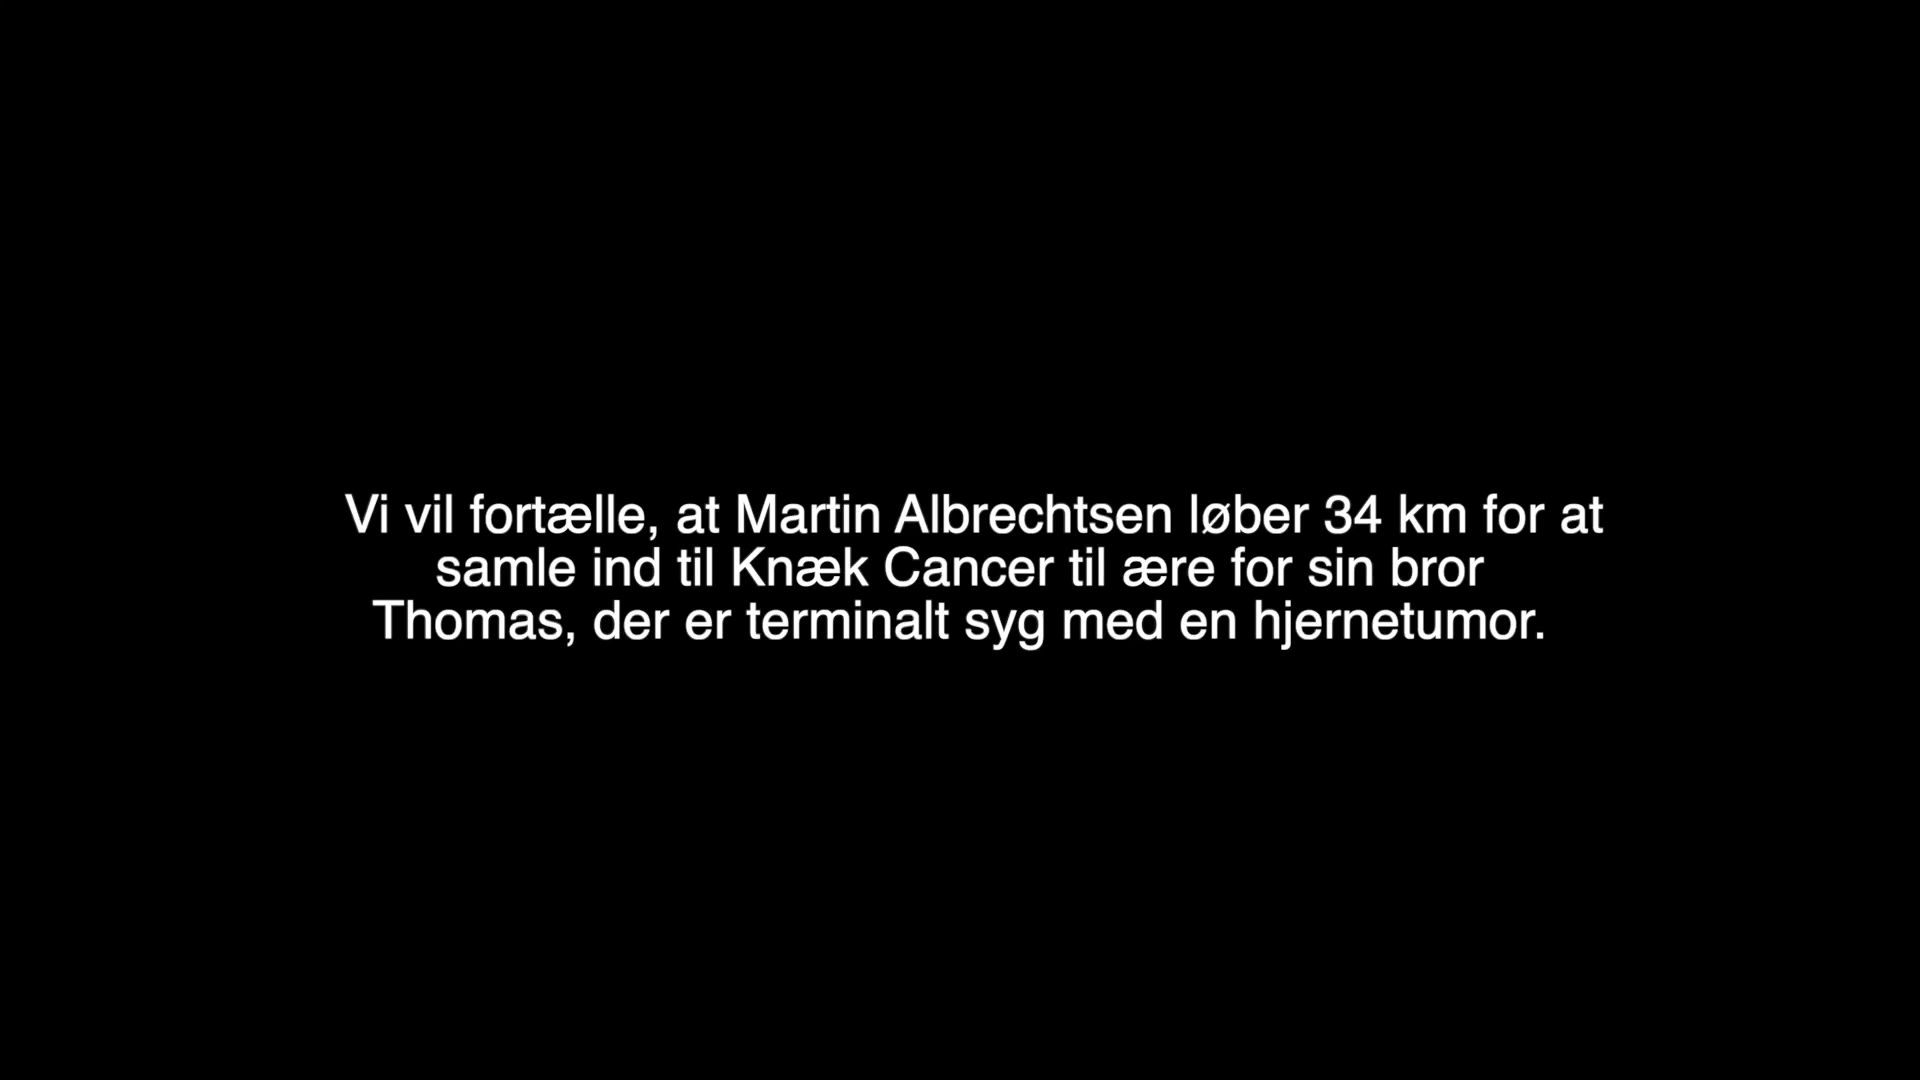 Vi vil fortælle, at Martin Albrechtsen løber 34 km for at
samle ind til Knæk Cancer til ære for sin bror
Thomas, der er terminalt syg med en hjernetumor.